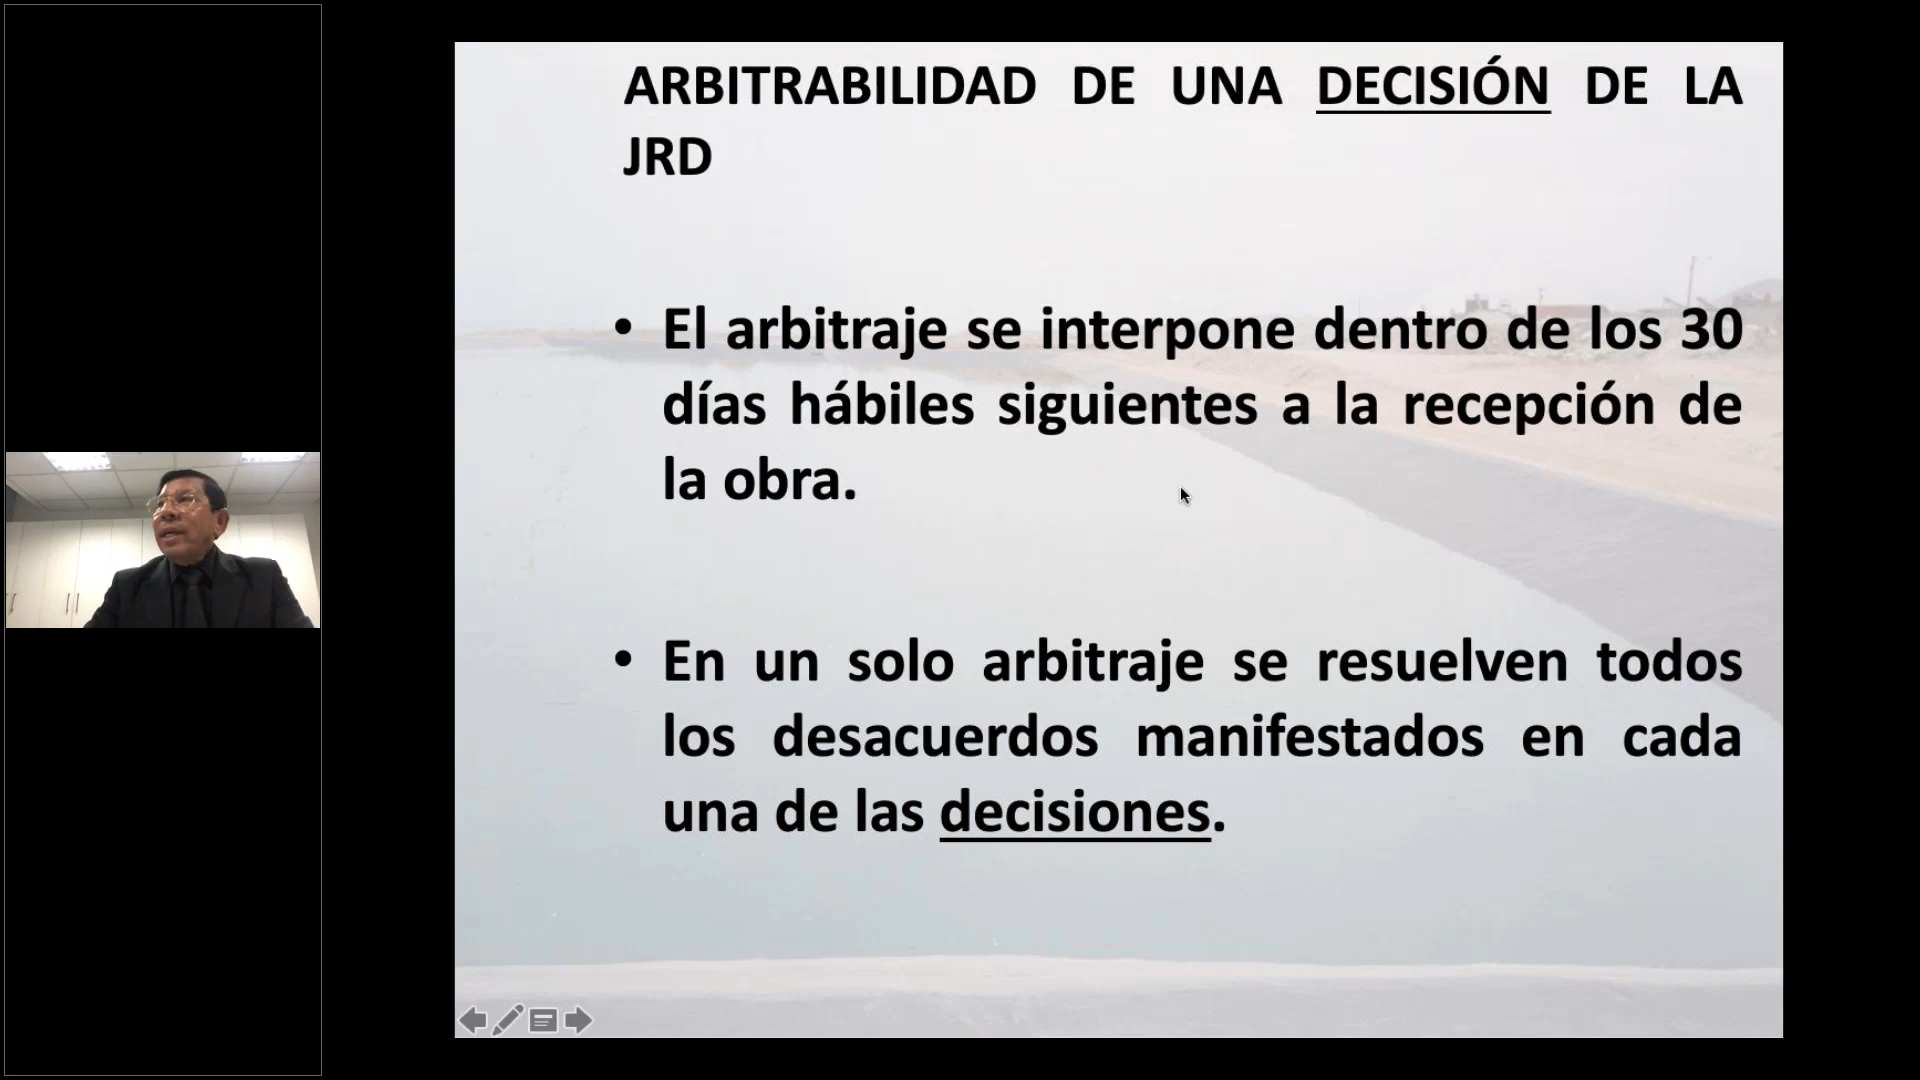 ARBITRABILIDAD DE UNA DECISIÓN DE LA
JRD
• El arbitraje se interpone dentro de los 30
días hábiles siguientes a la recepción de
la obra.
• En un solo arbitraje se resuelven todos
los desacuerdos manifestados en cada
una de las decisiones.